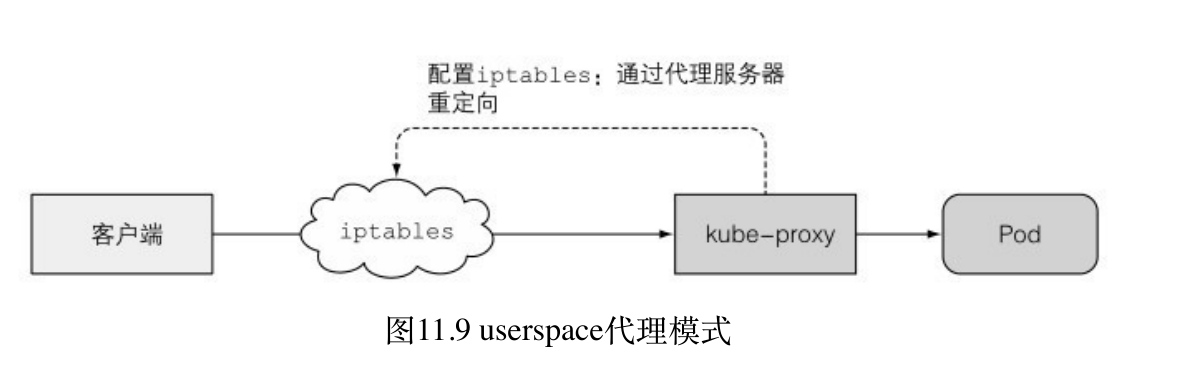 配置iptables：通过代理服务器
重定向
客户端
iptables
kube-proxy
Pod
图11.9 userspace代理模式